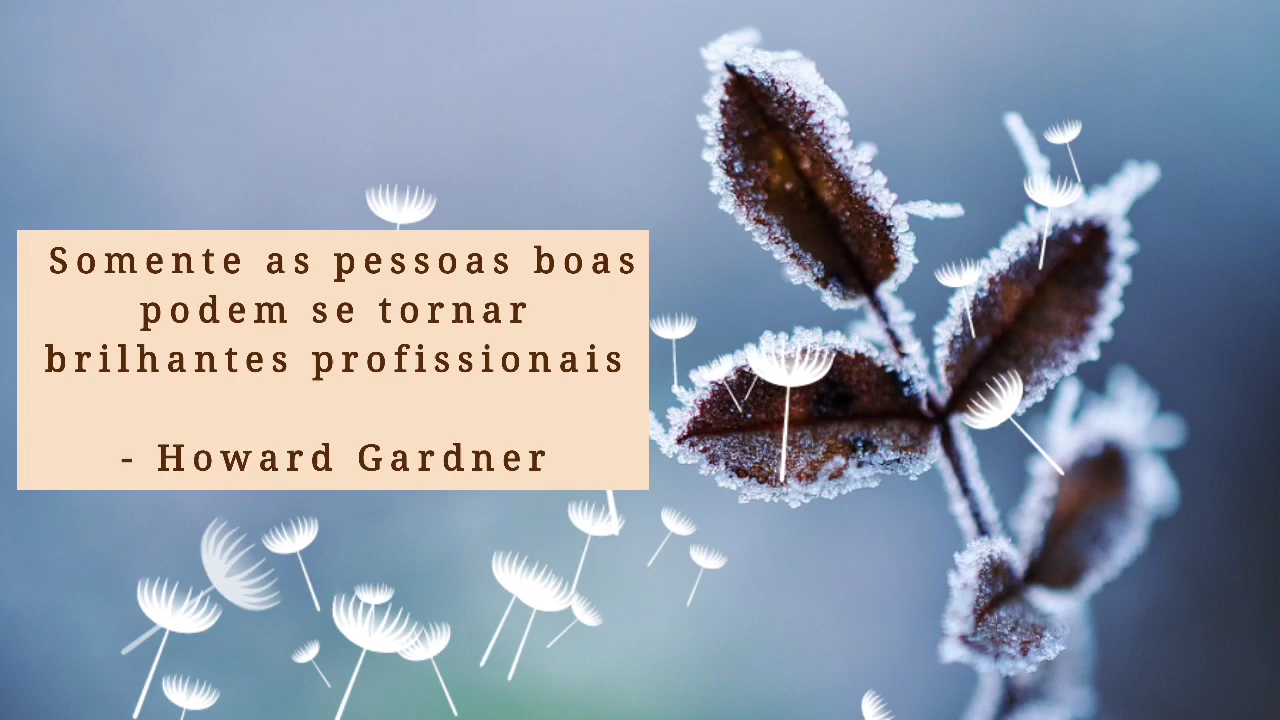 Somente as pessoas boas
podem se tornar
brilhantes profissionais
- Howard Gardner